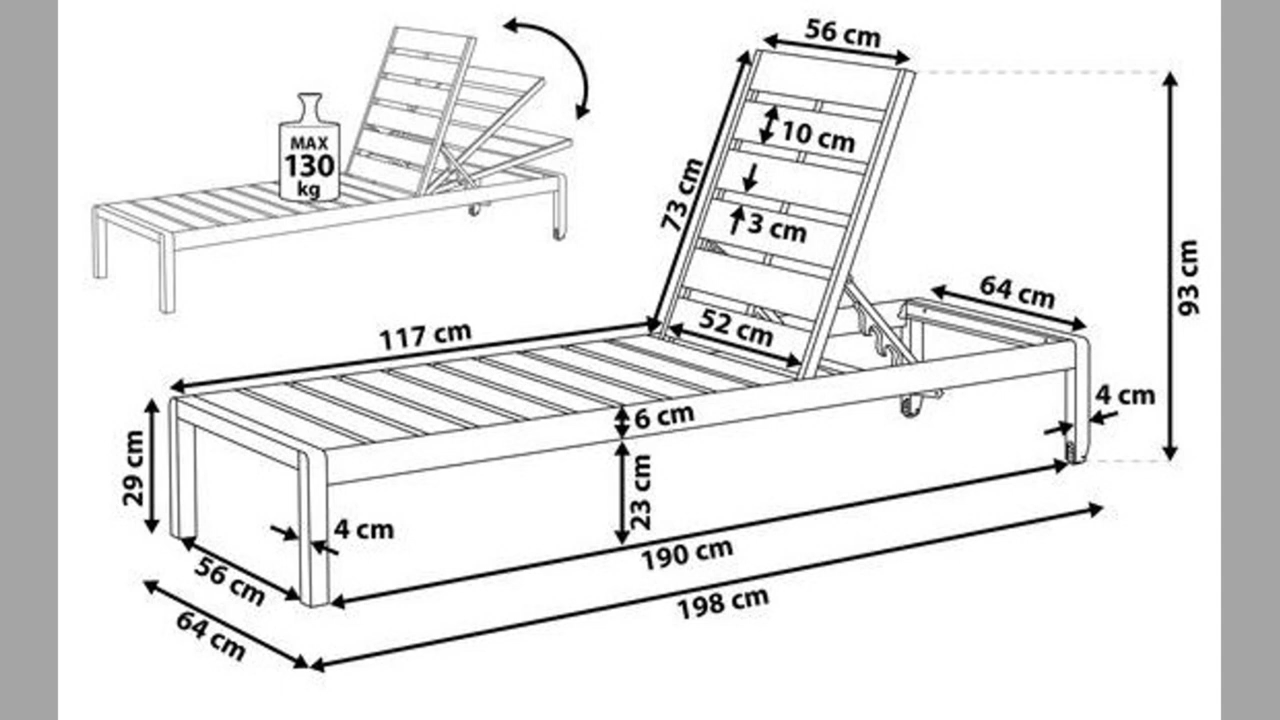 56 cm
MAX
130
kg
10 cm
73 cm
3 cm
93 cm
64 cm
52 cm
117 cm
4 cm
6 cm
29 cm
23 cm
4 cm
190 cm
56 cm
198 cm
64 cm